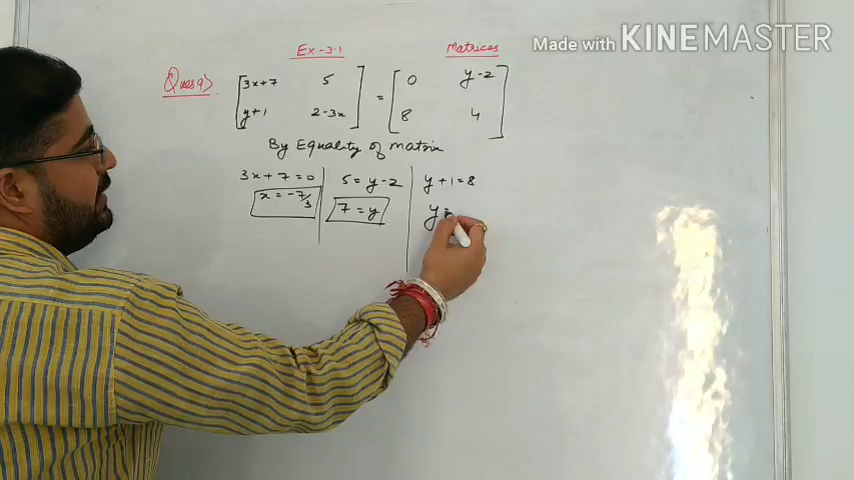 Made with KINEMASTER
Ex-3.1 Matrices
Ques 9> [3x+7 5 = [0 y-2
y+1 2-3x] 8 4]
By Equality of matrix
3x+7=0 5=y-2 y+1=8
x=-7/3 7=y y=